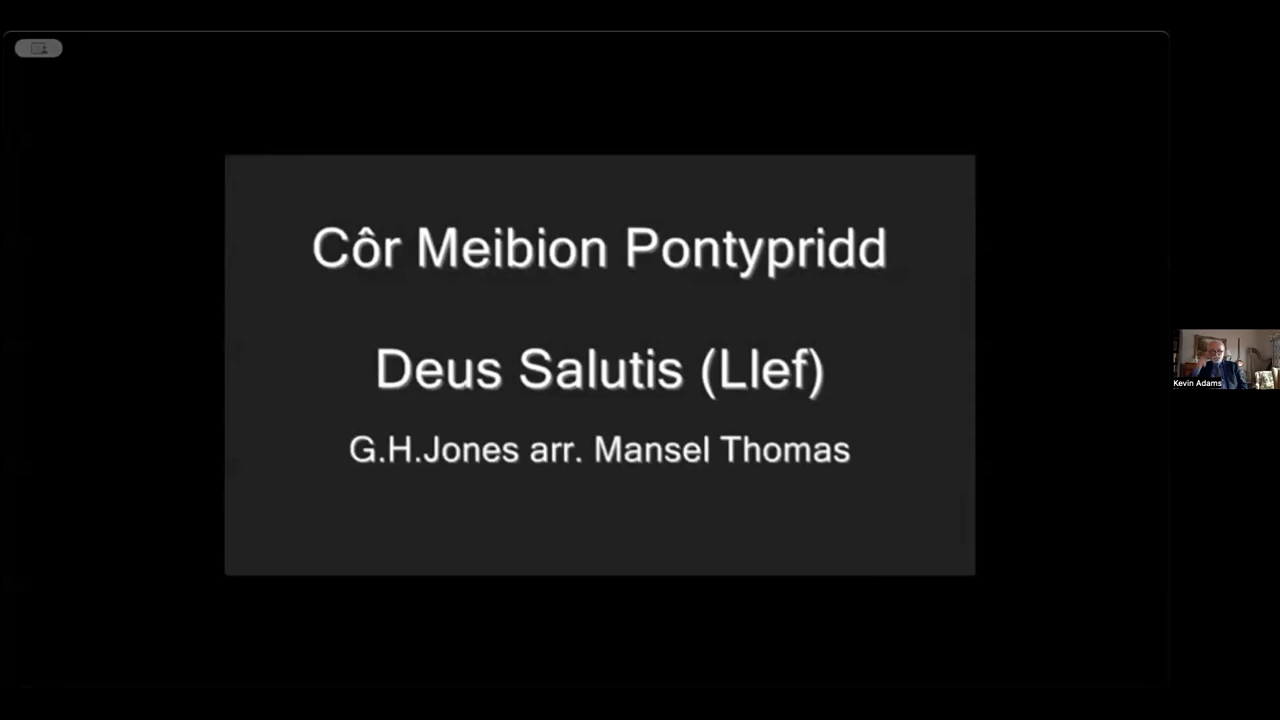 Côr Meibion Pontypridd
Deus Salutis (Llef)
G.H.Jones arr. Mansel Thomas
Kevin Adams